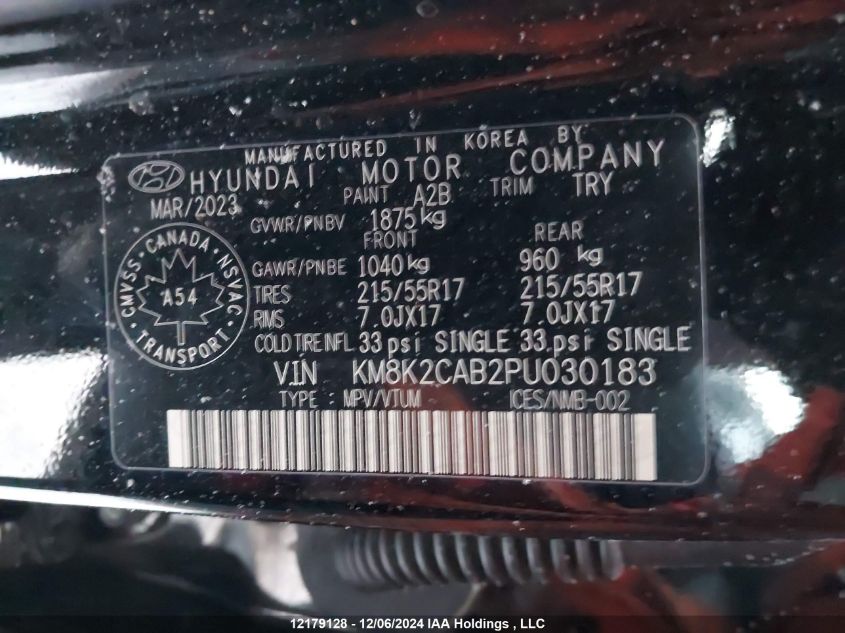 MANUFACTURED IN KOREA BY
HYUNDAI MOTOR COMPANY
MAR/2023 PAINT A2B TRIM TRY
GVWR/PNBV 1875 kg
FRONT REAR
GAWR/PNBE 1040 kg 960 kg
TIRES 215/55R17 215/55R17
RIMS 7.0JX17 7.0JX17
COLD TIRE INFL 33 psi SINGLE 33 psi SINGLE
VIN KM8K2CAB2PU030183
TYPE : MPV/VTUM ICES/NMB-002
CMVSS · CANADA · NSVAC · TRANSPORT ·
A54
12179128 - 12/06/2024 IAA Holdings , LLC